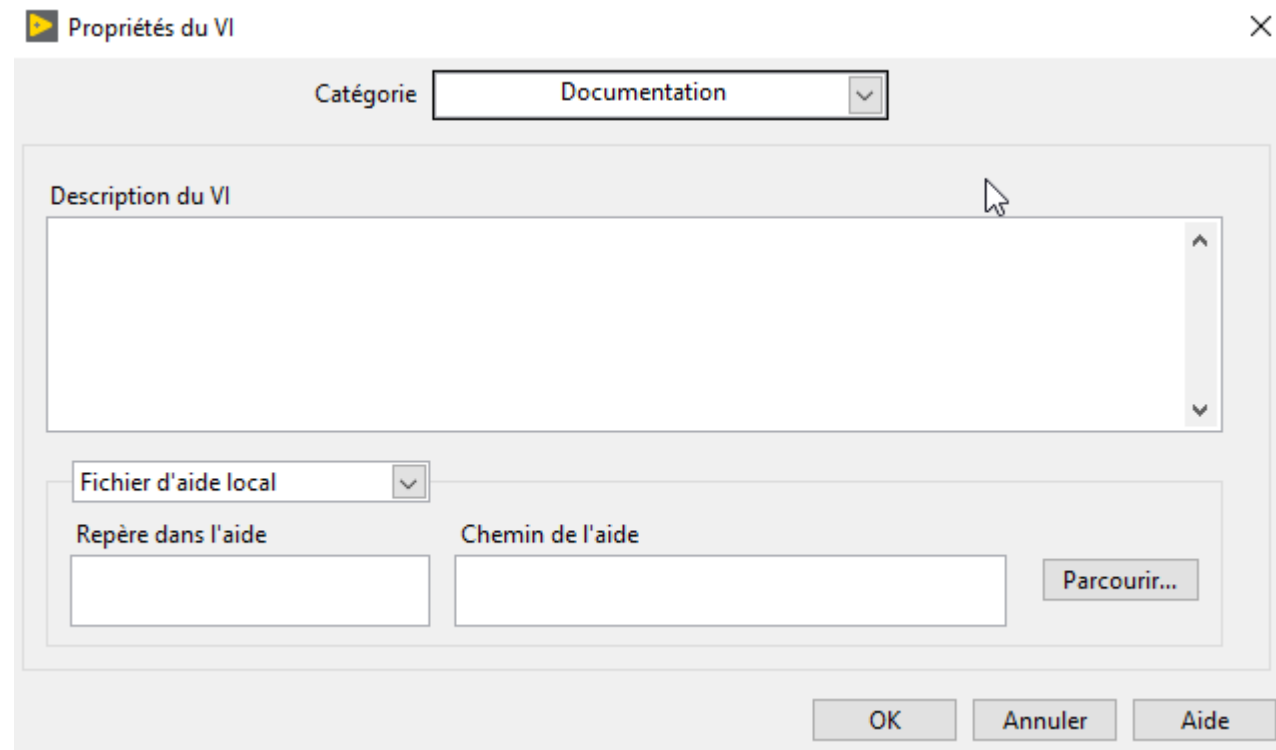 Propriétés du VI
Catégorie Documentation
Description du VI
Fichier d'aide local
Repère dans l'aide Chemin de l'aide
Parcourir...
OK Annuler Aide